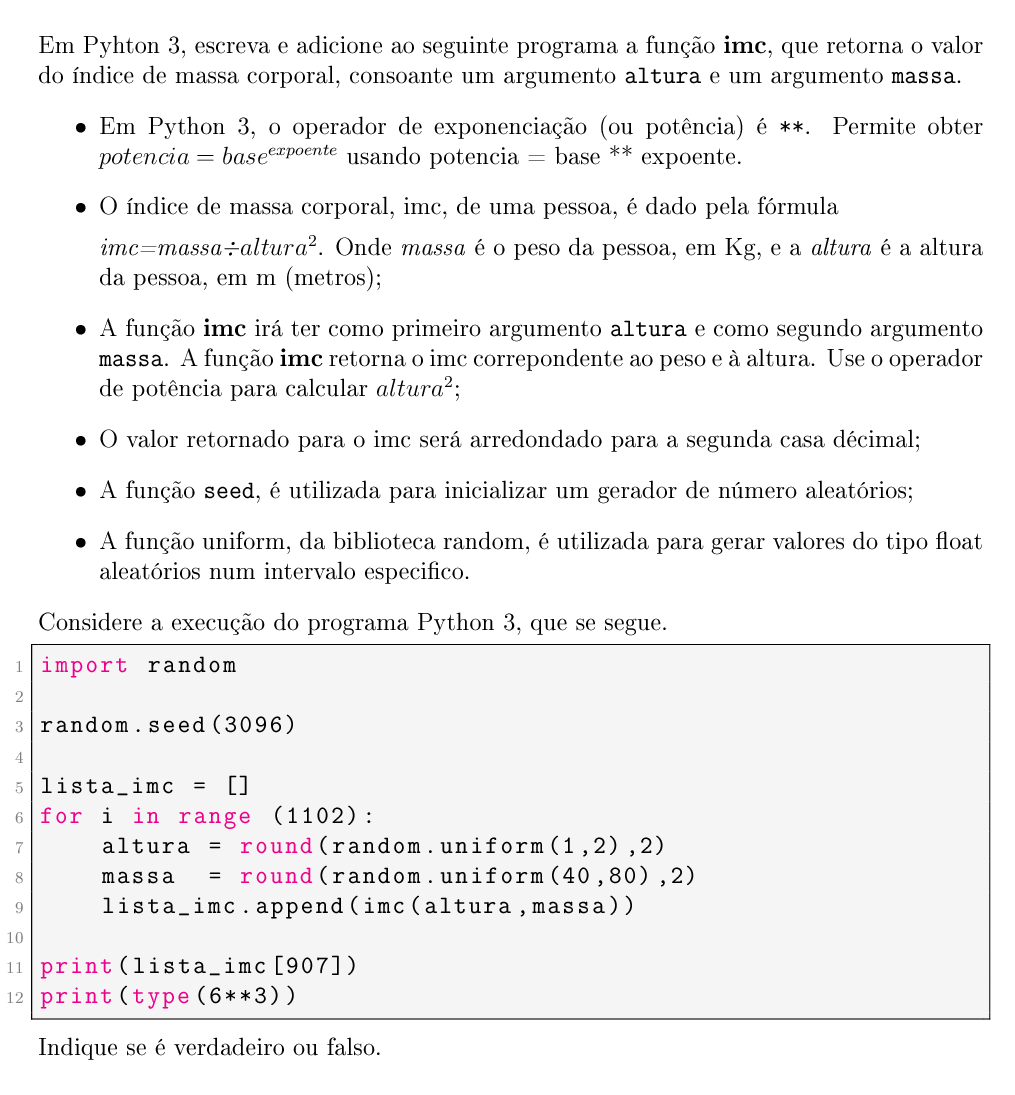 Em Pyhton 3, escreva e adicione ao seguinte programa a função imc, que retorna o valor
do índice de massa corporal, consoante um argumento altura e um argumento massa.
• Em Python 3, o operador de exponenciação (ou potência) é **. Permite obter
potencia = base^expoente usando potencia = base ** expoente.
• O índice de massa corporal, imc, de uma pessoa, é dado pela fórmula
imc=massa÷altura². Onde massa é o peso da pessoa, em Kg, e a altura é a altura
da pessoa, em m (metros);
• A função imc irá ter como primeiro argumento altura e como segundo argumento
massa. A função imc retorna o imc correpondente ao peso e à altura. Use o operador
de potência para calcular altura²;
• O valor retornado para o imc será arredondado para a segunda casa décimal;
• A função seed, é utilizada para inicializar um gerador de número aleatórios;
• A função uniform, da biblioteca random, é utilizada para gerar valores do tipo float
aleatórios num intervalo especifico.
Considere a execução do programa Python 3, que se segue.
1 import random
2
3 random.seed(3096)
4
5 lista_imc = []
6 for i in range (1102):
7     altura = round(random.uniform(1,2),2)
8     massa  = round(random.uniform(40,80),2)
9     lista_imc.append(imc(altura,massa))
10
11 print(lista_imc[907])
12 print(type(6**3))
Indique se é verdadeiro ou falso.